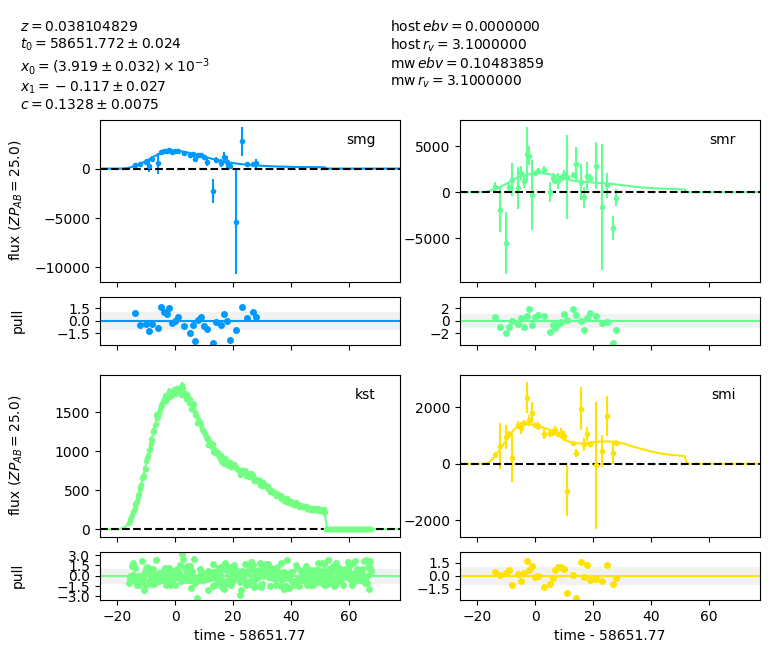 z = 0.038104829
t₀ = 58651.772 ± 0.024
x₀ = (3.919 ± 0.032) × 10⁻³
x₁ = −0.117 ± 0.027
c = 0.1328 ± 0.0075
host ebv = 0.0000000
host r_v = 3.1000000
mw ebv = 0.10483859
mw r_v = 3.1000000
smg
0
−5000
−10000
flux (ZP_AB = 25.0)
smr
5000
0
−5000
1.5
0.0
−1.5
pull
2
0
−2
kst
1500
1000
500
0
flux (ZP_AB = 25.0)
smi
2000
0
−2000
3.0
1.5
0.0
−1.5
−3.0
pull
1.5
0.0
−1.5
−20 0 20 40 60
time - 58651.77
−20 0 20 40 60
time - 58651.77